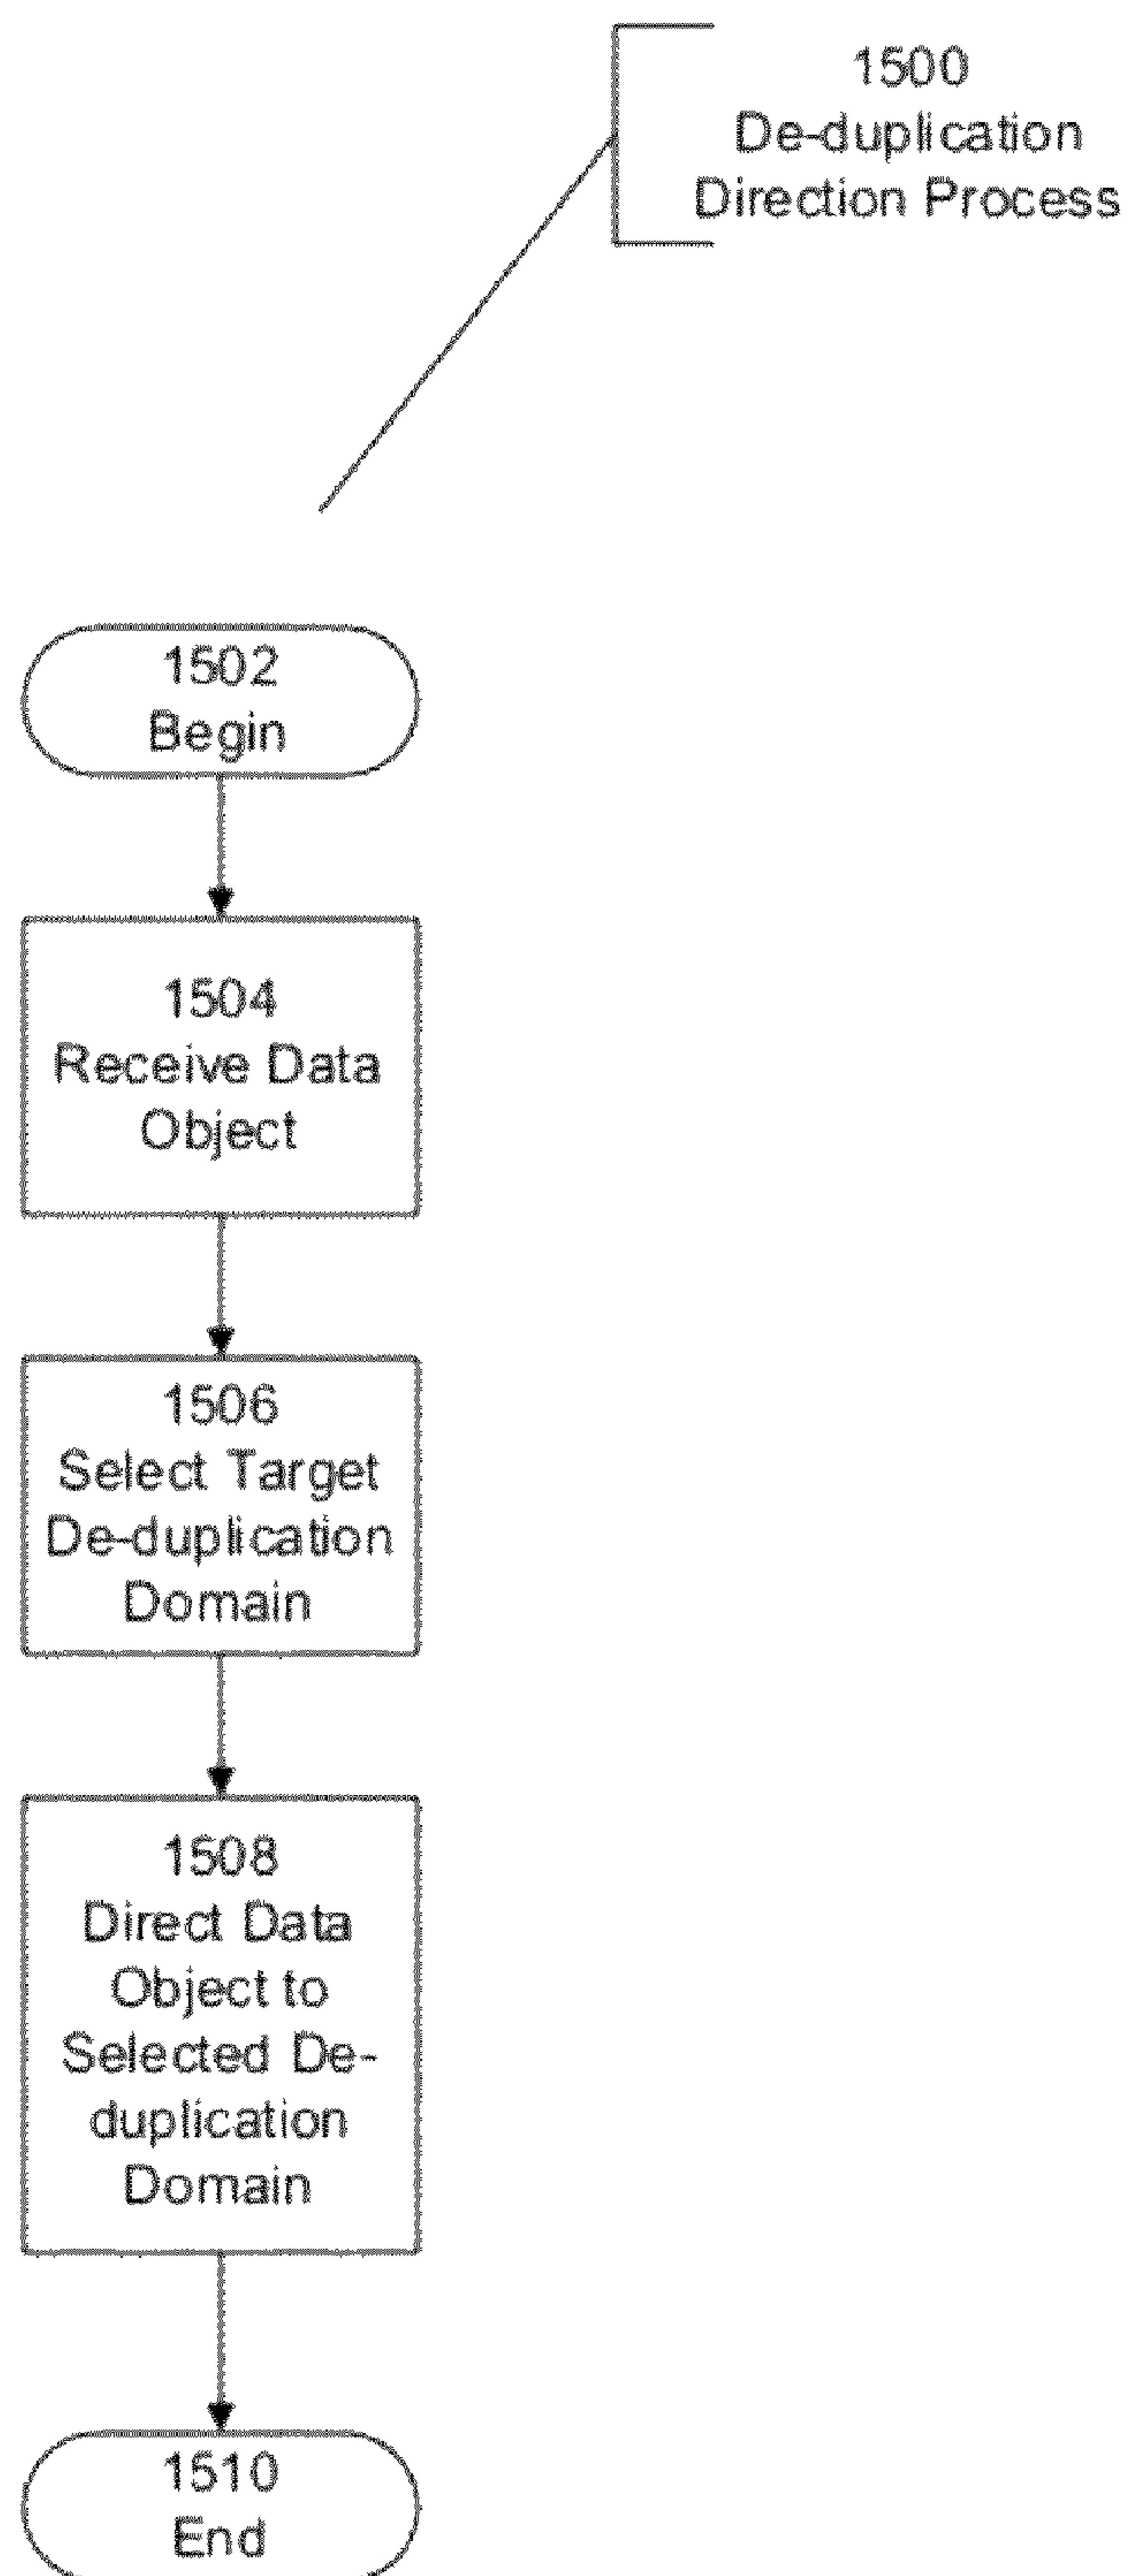 1500
De-duplication
Direction Process
1502
Begin
1504
Receive Data
Object
1506
Select Target
De-duplication
Domain
1508
Direct Data
Object to
Selected De-
duplication
Domain
1510
End